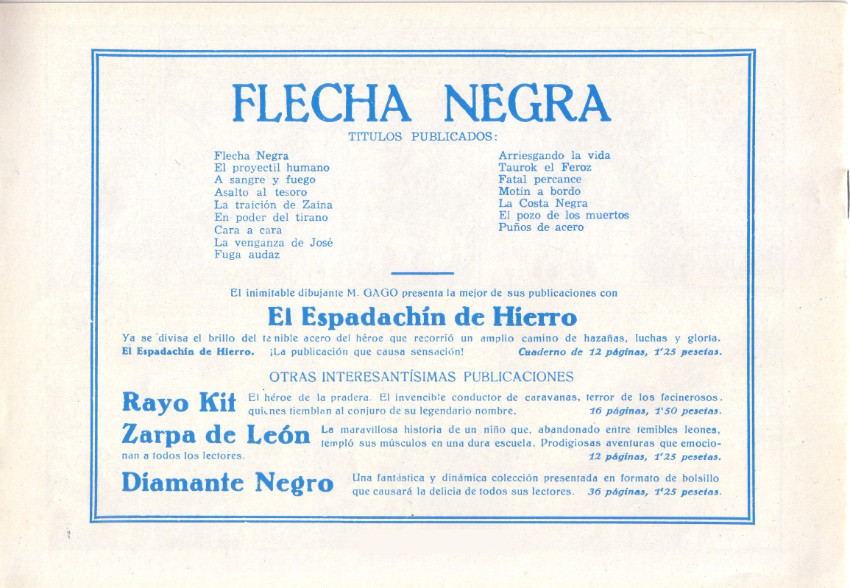 FLECHA NEGRA
TITULOS PUBLICADOS:
Flecha Negra
El proyectil humano
A sangre y fuego
Asalto al tesoro
La traición de Zaina
En poder del tirano
Cara a cara
La venganza de José
Fuga audaz
Arriesgando la vida
Taurok el Feroz
Fatal percance
Motín a bordo
La Costa Negra
El pozo de los muertos
Puños de acero
El inimitable dibujante M. GAGO presenta la mejor de sus publicaciones con
El Espadachín de Hierro
Ya se divisa el brillo del temible acero del héroe que recorrió un amplio camino de hazañas, luchas y gloria.
El Espadachín de Hierro. ¡La publicación que causa sensación! Cuaderno de 12 páginas, 1'25 pesetas.
OTRAS INTERESANTÍSIMAS PUBLICACIONES
Rayo Kit El héroe de la pradera. El invencible conductor de caravanas, terror de los facinerosos,
quienes tiemblan al conjuro de su legendario nombre. 16 páginas, 1'50 pesetas.
Zarpa de León La maravillosa historia de un niño que, abandonado entre temibles leones,
templó sus músculos en una dura escuela. Prodigiosas aventuras que emocio-
nan a todos los lectores. 12 páginas, 1'25 pesetas.
Diamante Negro Una fantástica y dinámica colección presentada en formato de bolsillo
que causará la delicia de todos sus lectores. 36 páginas, 1'25 pesetas.